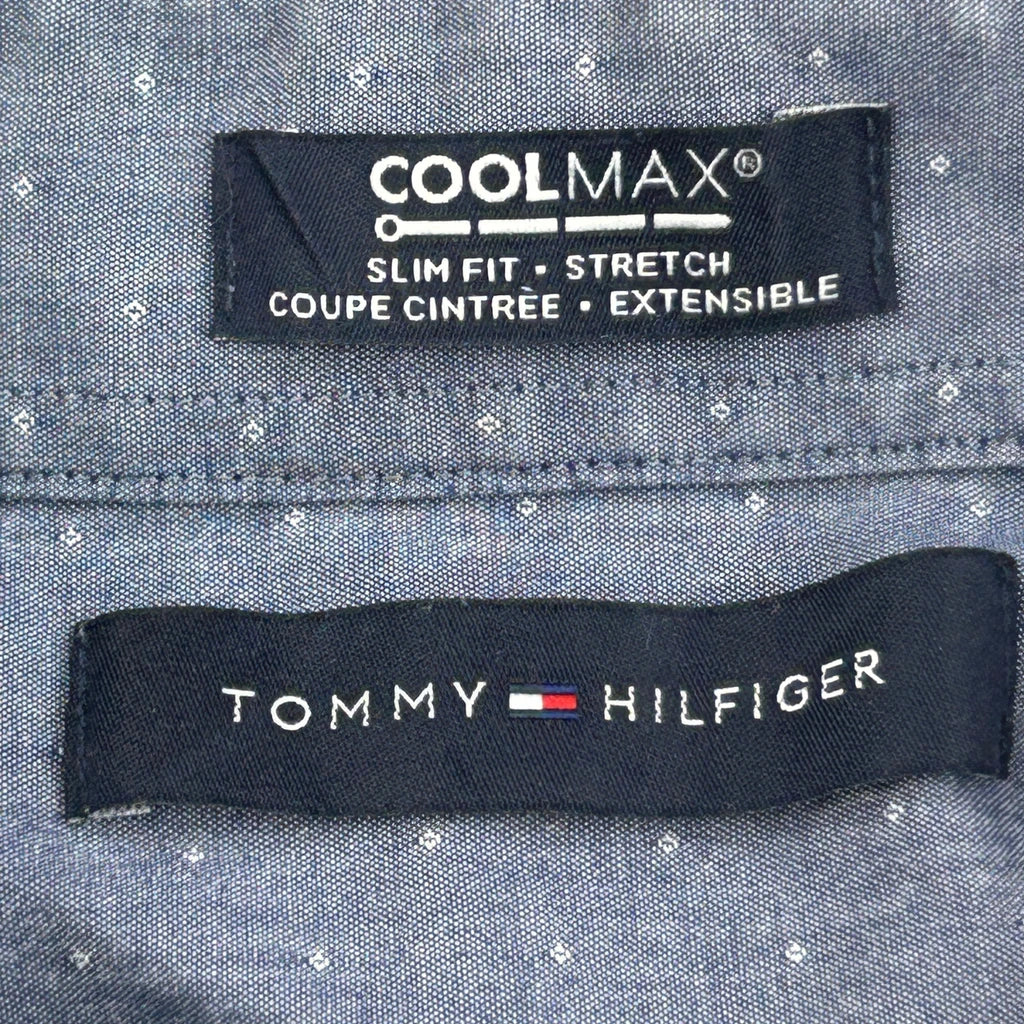 COOLMAX®
SLIM FIT • STRETCH
COUPE CINTRÉE • EXTENSIBLE
TOMMY HILFIGER